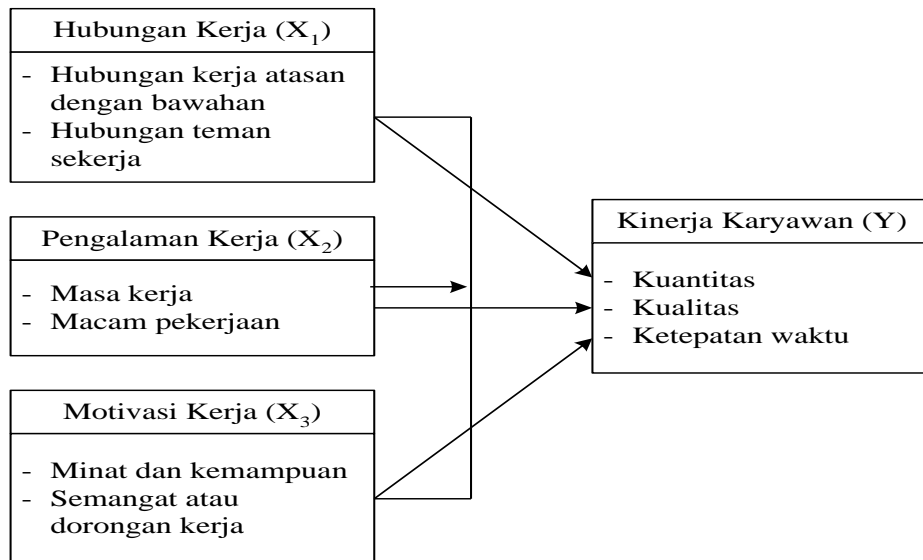 Hubungan Kerja (X1)
- Hubungan kerja atasan
dengan bawahan
- Hubungan teman
sekerja
Pengalaman Kerja (X2)
- Masa kerja
- Macam pekerjaan
Motivasi Kerja (X3)
- Minat dan kemampuan
- Semangat atau
dorongan kerja
Kinerja Karyawan (Y)
- Kuantitas
- Kualitas
- Ketepatan waktu